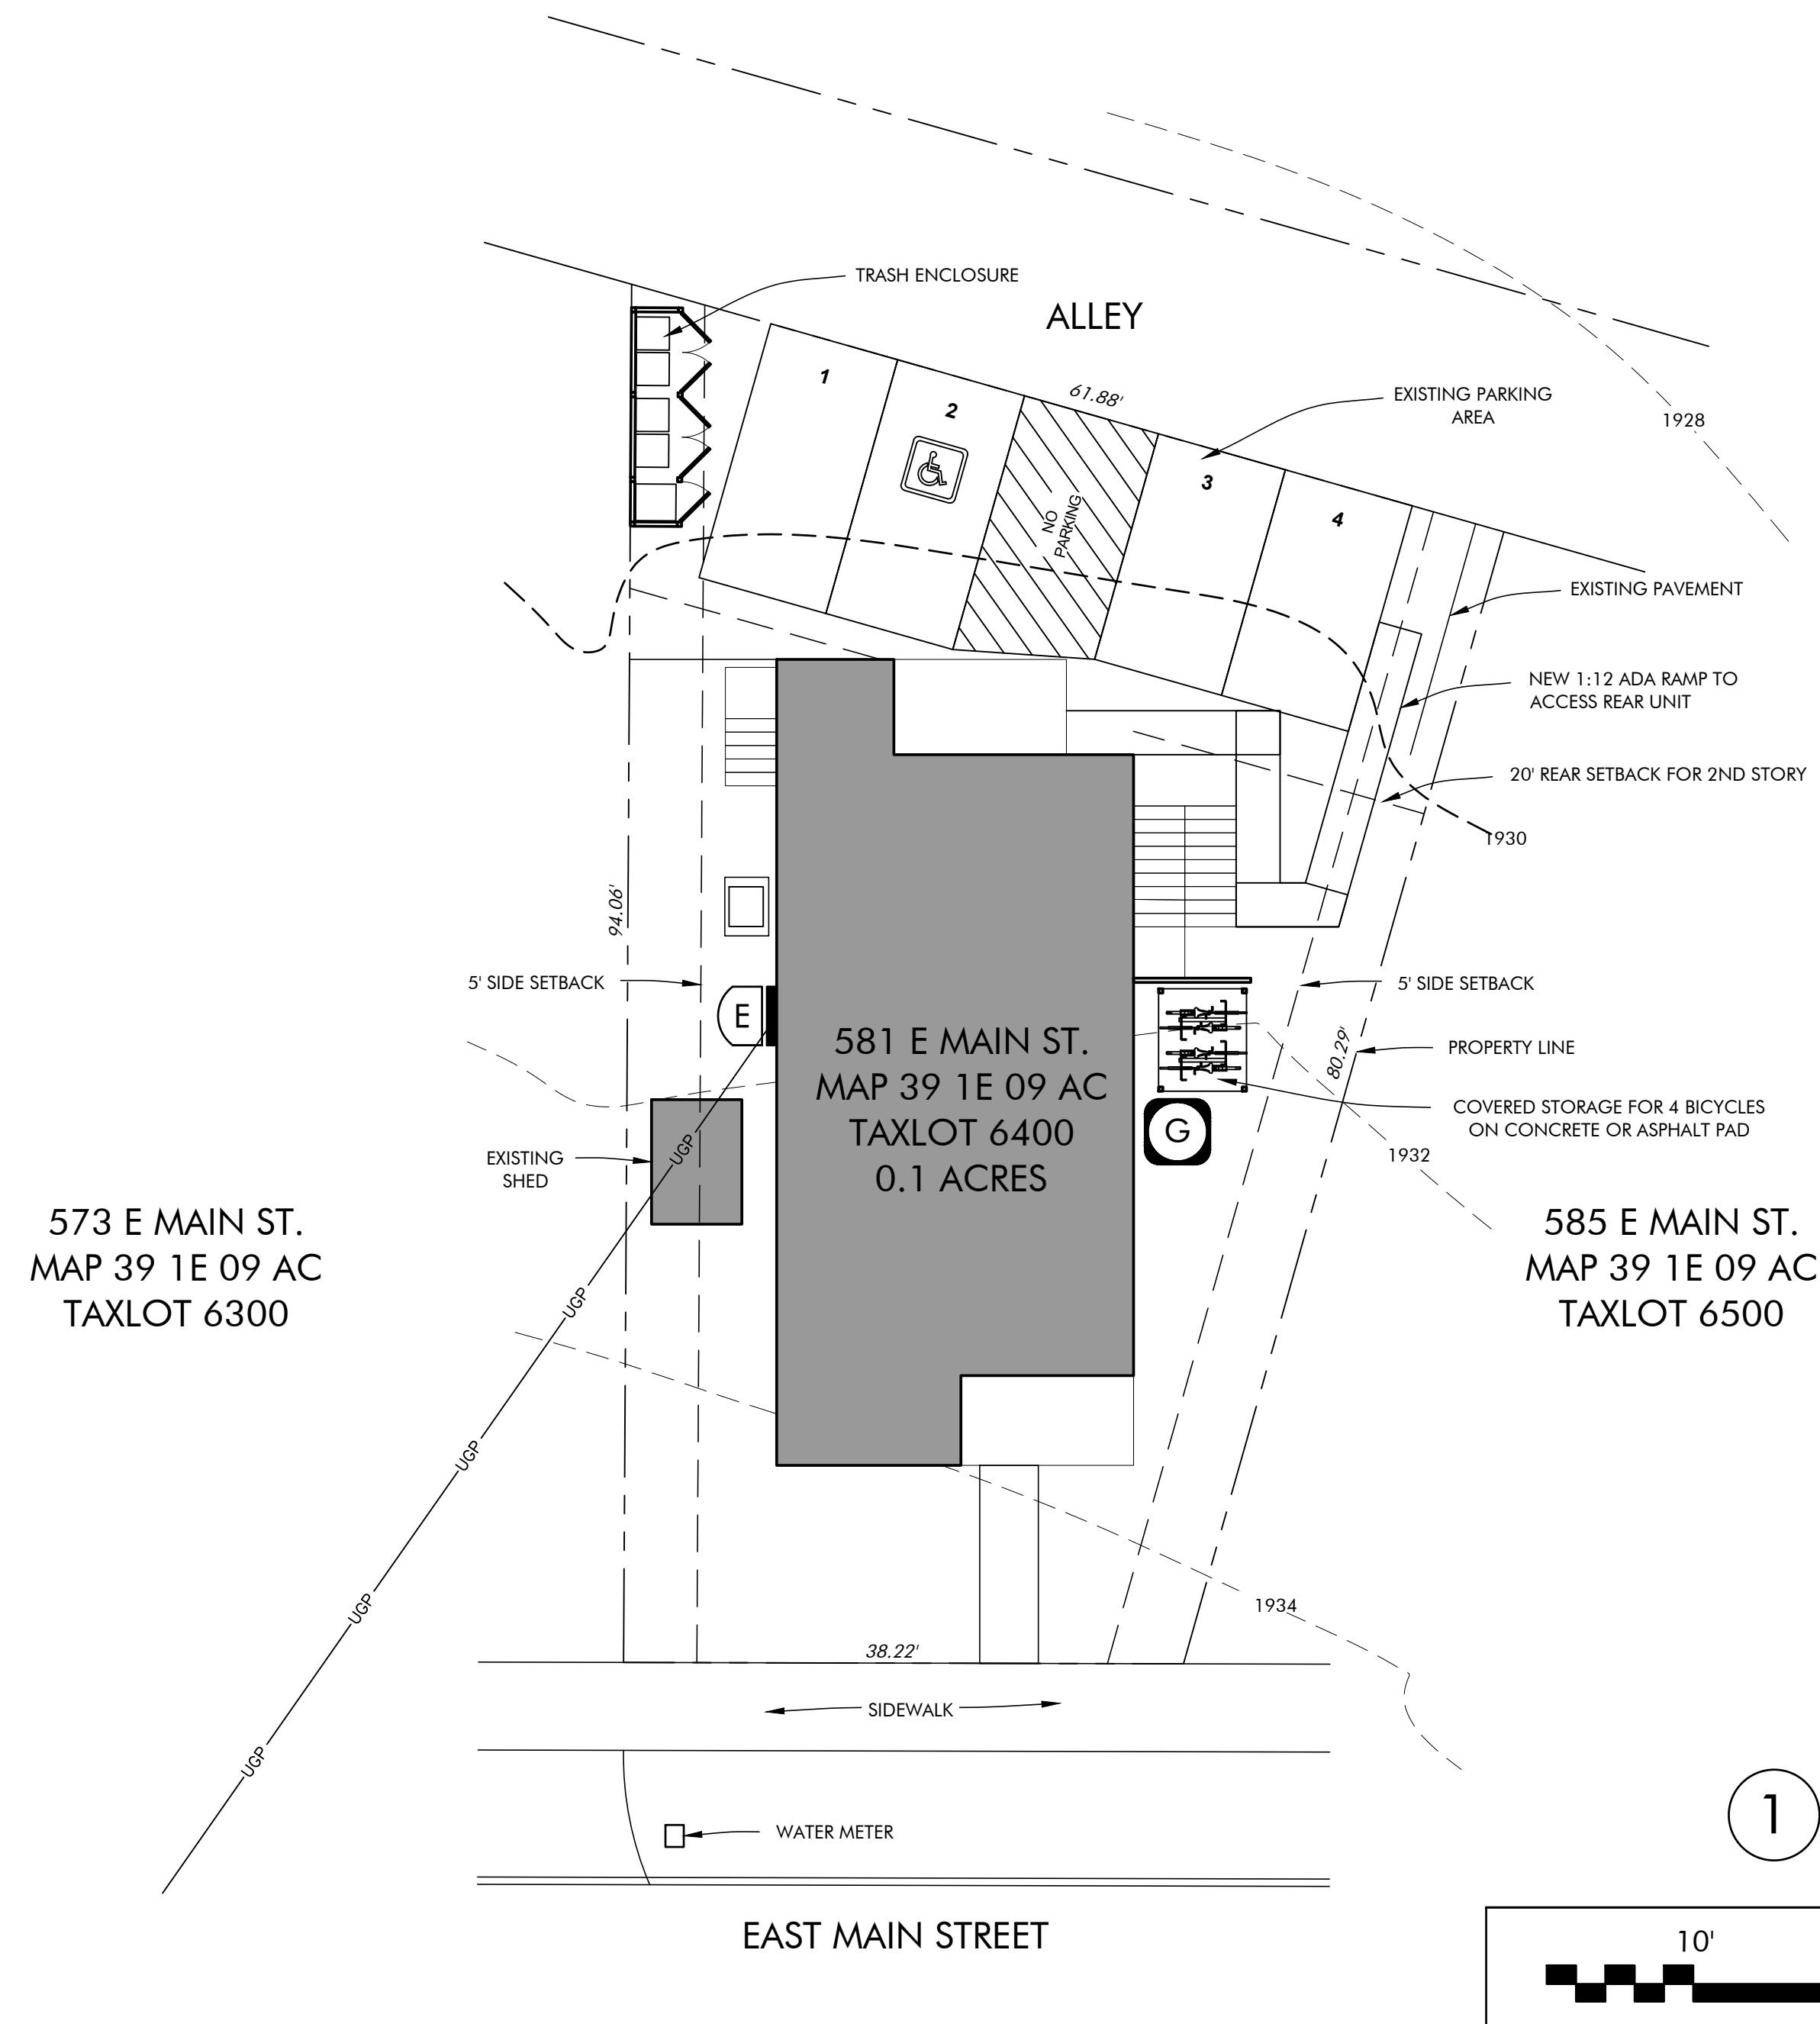 TRASH ENCLOSURE
ALLEY
1
2
61.88'
EXISTING PARKING
AREA
1928
3
4
NO
PARKING
EXISTING PAVEMENT
NEW 1:12 ADA RAMP TO
ACCESS REAR UNIT
20' REAR SETBACK FOR 2ND STORY
1930
94.06'
5' SIDE SETBACK
5' SIDE SETBACK
E
581 E MAIN ST.
MAP 39 1E 09 AC
TAXLOT 6400
0.1 ACRES
80.29'
PROPERTY LINE
COVERED STORAGE FOR 4 BICYCLES
ON CONCRETE OR ASPHALT PAD
G
1932
UGP
EXISTING
SHED
573 E MAIN ST.
MAP 39 1E 09 AC
TAXLOT 6300
585 E MAIN ST.
MAP 39 1E 09 AC
TAXLOT 6500
UGP
UGP
UGP
1934
38.22'
SIDEWALK
UGP
WATER METER
1
EAST MAIN STREET
10'